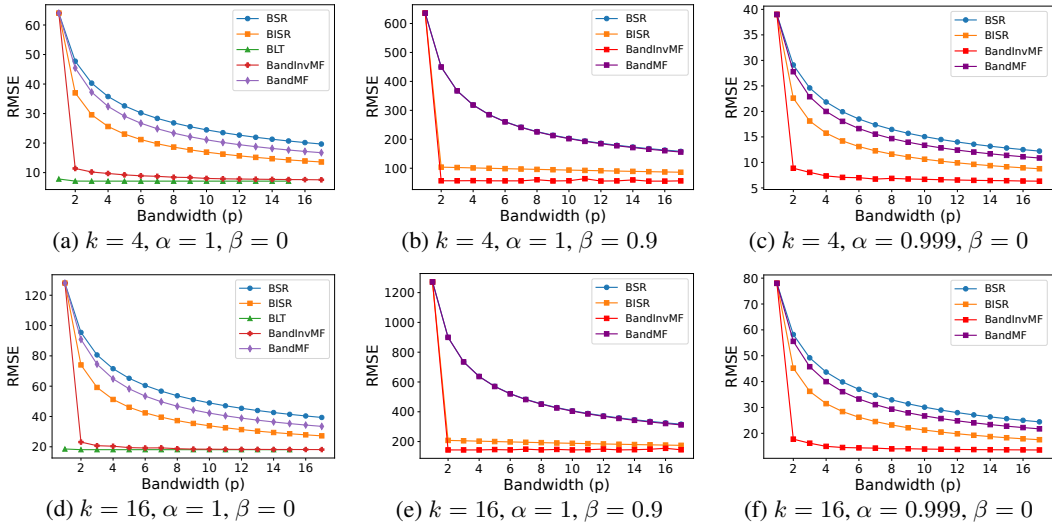 60
50
40
30
20
10
RMSE
2 4 6 8 10 12 14 16
Bandwidth (p)
BSR
BISR
BLT
BandInvMF
BandMF
(a) k = 4, α = 1, β = 0
600
500
400
300
200
100
RMSE
2 4 6 8 10 12 14 16
Bandwidth (p)
BSR
BISR
BandInvMF
BandMF
(b) k = 4, α = 1, β = 0.9
40
35
30
25
20
15
10
5
RMSE
2 4 6 8 10 12 14 16
Bandwidth (p)
BSR
BISR
BandInvMF
BandMF
(c) k = 4, α = 0.999, β = 0
120
100
80
60
40
20
RMSE
2 4 6 8 10 12 14 16
Bandwidth (p)
BSR
BISR
BLT
BandInvMF
BandMF
(d) k = 16, α = 1, β = 0
1200
1000
800
600
400
200
RMSE
2 4 6 8 10 12 14 16
Bandwidth (p)
BSR
BISR
BandInvMF
BandMF
(e) k = 16, α = 1, β = 0.9
80
70
60
50
40
30
20
RMSE
2 4 6 8 10 12 14 16
Bandwidth (p)
BSR
BISR
BandInvMF
BandMF
(f) k = 16, α = 0.999, β = 0